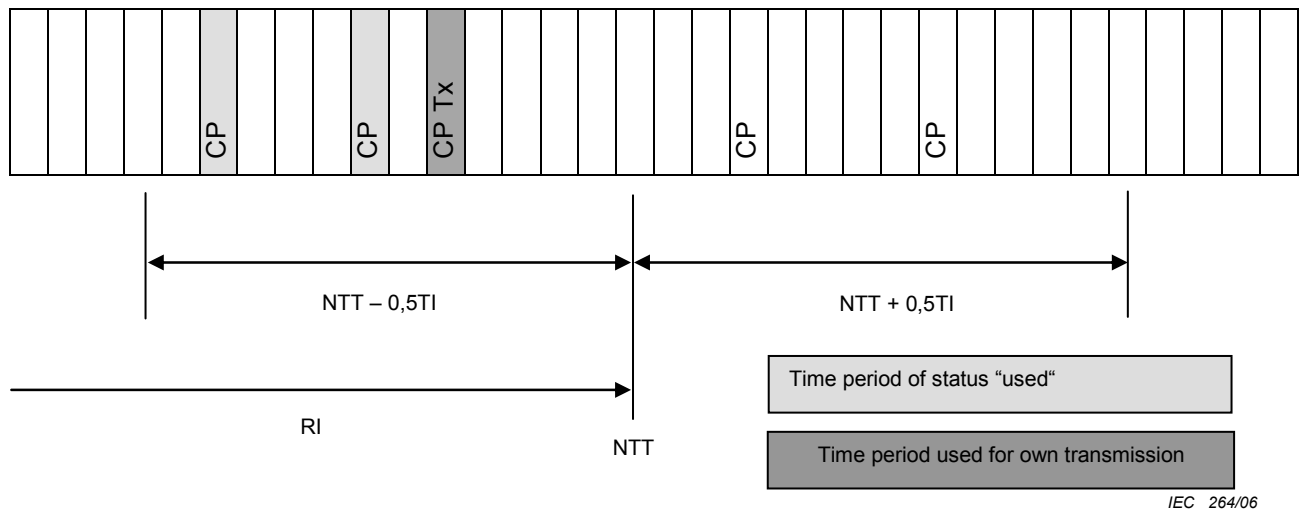 CP
CP
CP Tx
CP
CP
NTT – 0,5TI
NTT + 0,5TI
RI
NTT
Time period of status “used“
Time period used for own transmission
IEC 264/06